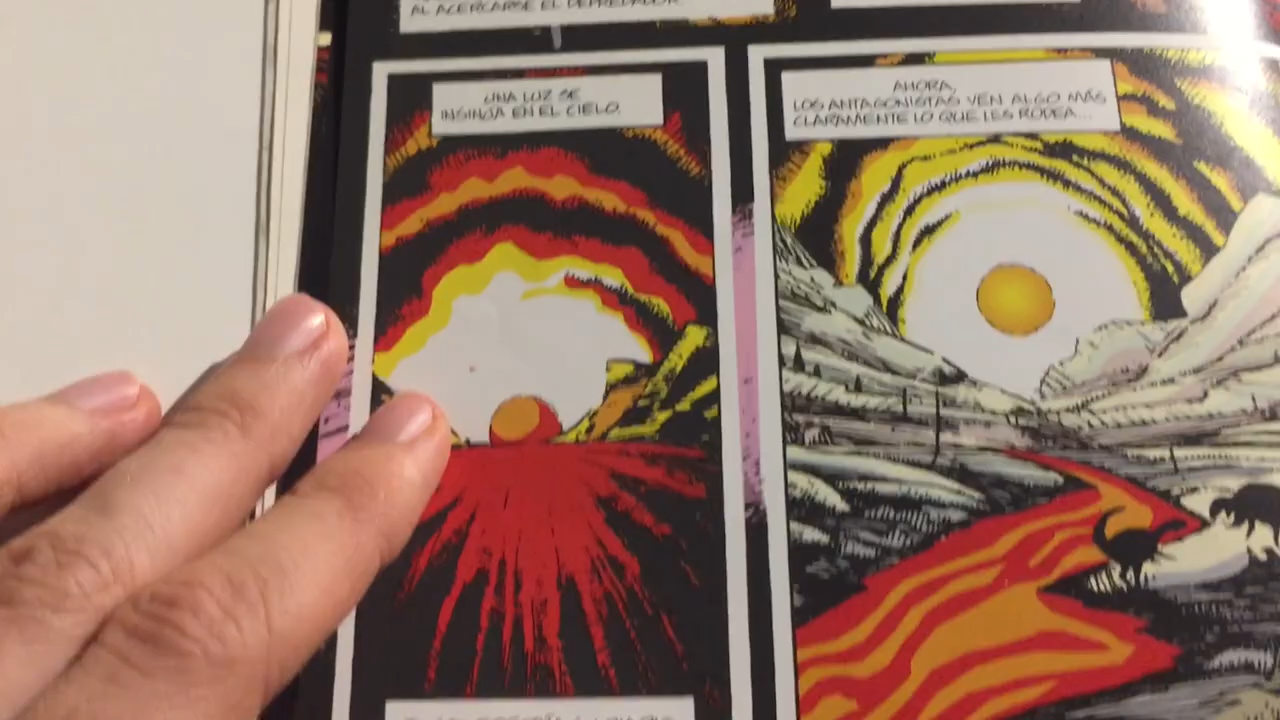 AL ACERCARSE EL DEPREDADOR
UNA LUZ SE
INSINÚA EN EL CIELO.
AHORA,
LOS ANTAGONISTAS VEN ALGO MÁS
CLARAMENTE LO QUE LES RODEA...